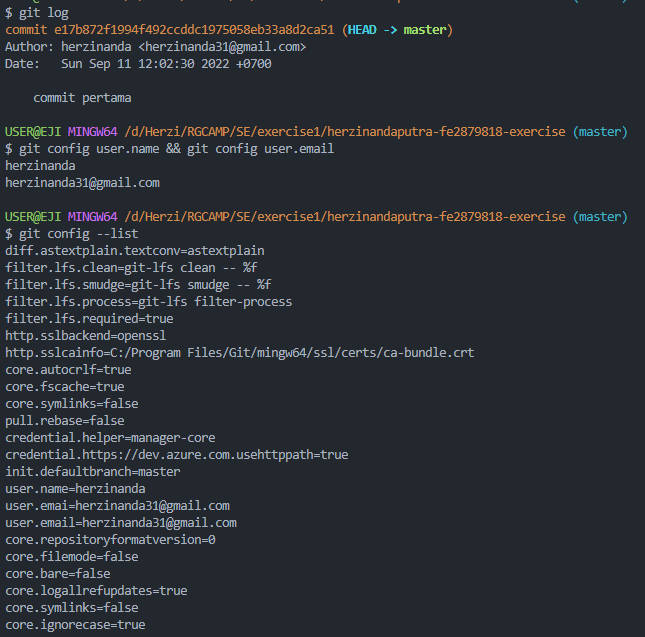 $ git log
commit e17b872f1994f492ccddc1975058eb33a8d2ca51 (HEAD -> master)
Author: herzinanda <herzinanda31@gmail.com>
Date:   Sun Sep 11 12:02:30 2022 +0700
    commit pertama
USER@EJI MINGW64 /d/Herzi/RGCAMP/SE/exercise1/herzinandaputra-fe2879818-exercise (master)
$ git config user.name && git config user.email
herzinanda
herzinanda31@gmail.com
USER@EJI MINGW64 /d/Herzi/RGCAMP/SE/exercise1/herzinandaputra-fe2879818-exercise (master)
$ git config --list
diff.astextplain.textconv=astextplain
filter.lfs.clean=git-lfs clean -- %f
filter.lfs.smudge=git-lfs smudge -- %f
filter.lfs.process=git-lfs filter-process
filter.lfs.required=true
http.sslbackend=openssl
http.sslcainfo=C:/Program Files/Git/mingw64/ssl/certs/ca-bundle.crt
core.autocrlf=true
core.fscache=true
core.symlinks=false
pull.rebase=false
credential.helper=manager-core
credential.https://dev.azure.com.usehttppath=true
init.defaultbranch=master
user.name=herzinanda
user.emai=herzinanda31@gmail.com
user.email=herzinanda31@gmail.com
core.repositoryformatversion=0
core.filemode=false
core.bare=false
core.logallrefupdates=true
core.symlinks=false
core.ignorecase=true